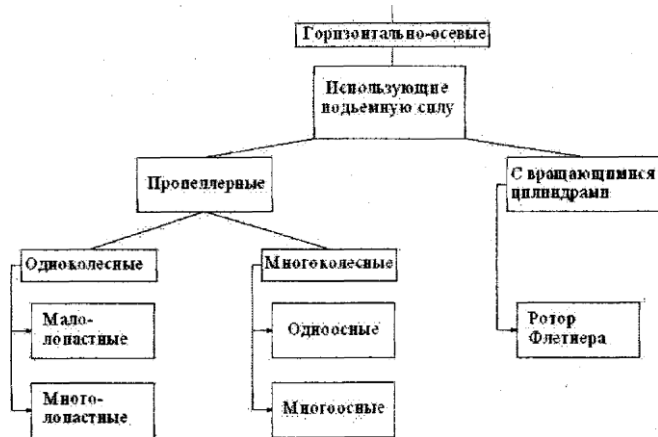 Горизонтально-осевые
Использующие
подъемную силу
Пропеллерные
С вращающимися
цилиндрами
Одноколесные
Многоколесные
Мало-
лопастные
Одноосные
Ротор
Флетнера
Много-
лопастные
Многоосные